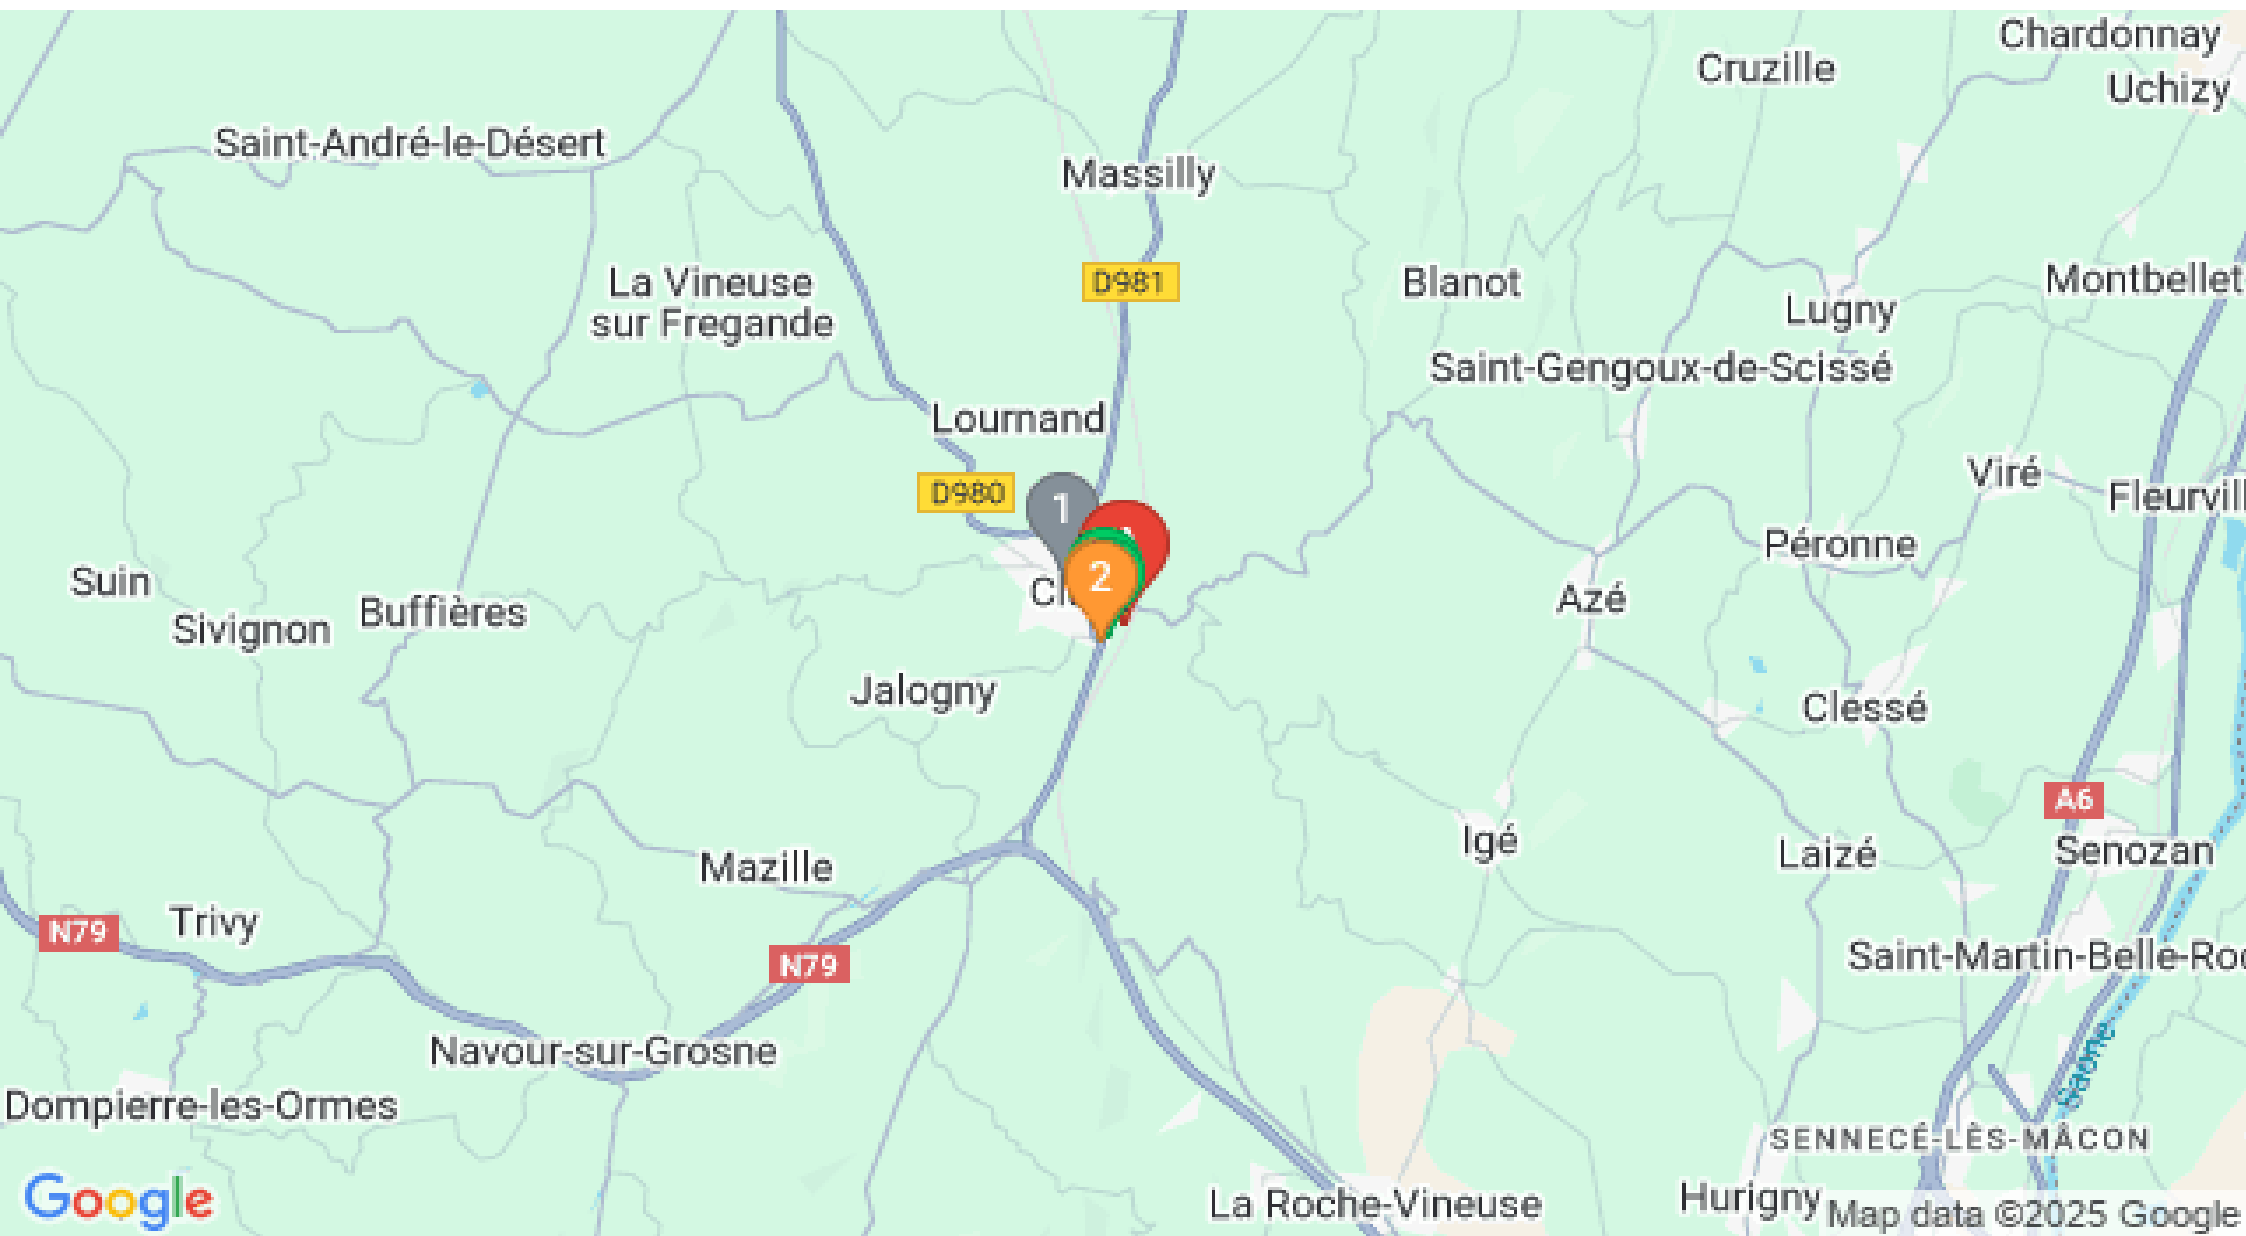 Chardonnay
Cruzille
Uchizy
Saint-André-le-Désert
Massilly
La Vineuse
sur Fregande
D981
Blanot
Montbellet
Lugny
Saint-Gengoux-de-Scissé
Lournand
Viré
D980
Fleurvill
1
Péronne
2
Suin
Sivignon
Buffières
Azé
Jalogny
Clessé
A6
Igé
Laizé
Senozan
Mazille
Trivy
N79
N79
Saint-Martin-Belle-Roc
Navour-sur-Grosne
Saône
Dompierre-les-Ormes
SENNECÉ-LÈS-MÂCON
Google
La Roche-Vineuse
Hurigny
Map data ©2025 Google